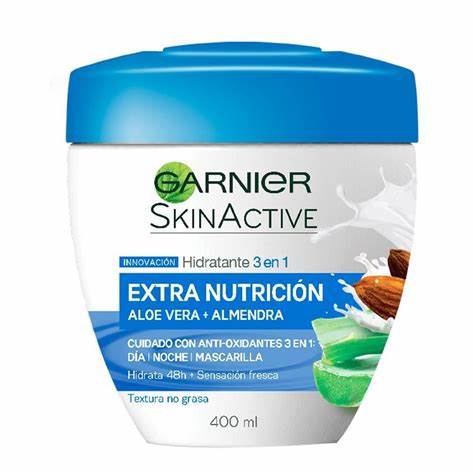 GARNIER
SKINACTIVE
INNOVACIÓN Hidratante 3 en 1
EXTRA NUTRICIÓN
ALOE VERA + ALMENDRA
CUIDADO CON ANTI-OXIDANTES 3 EN 1:
DÍA | NOCHE | MASCARILLA
Hidrata 48h + Sensación fresca
Textura no grasa
400 ml